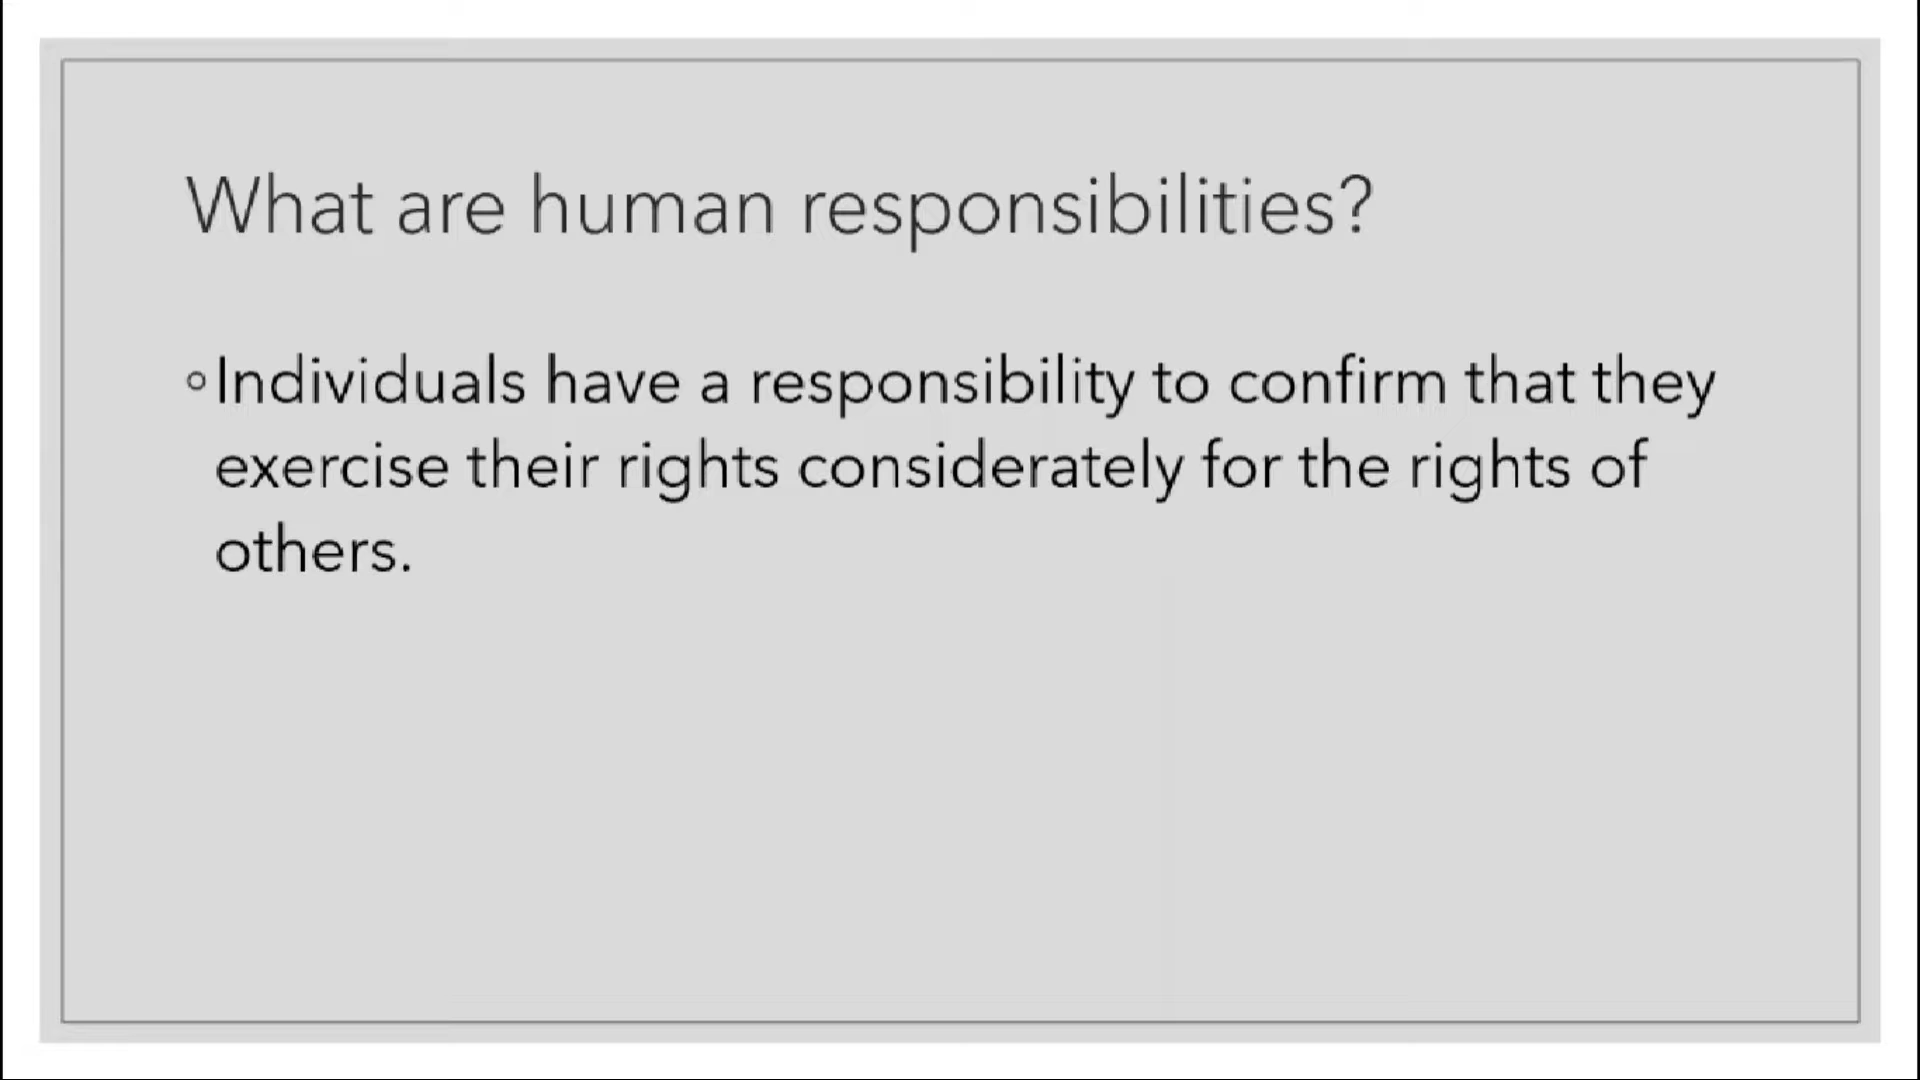 What are human responsibilities?
◦Individuals have a responsibility to confirm that they
exercise their rights considerately for the rights of
others.